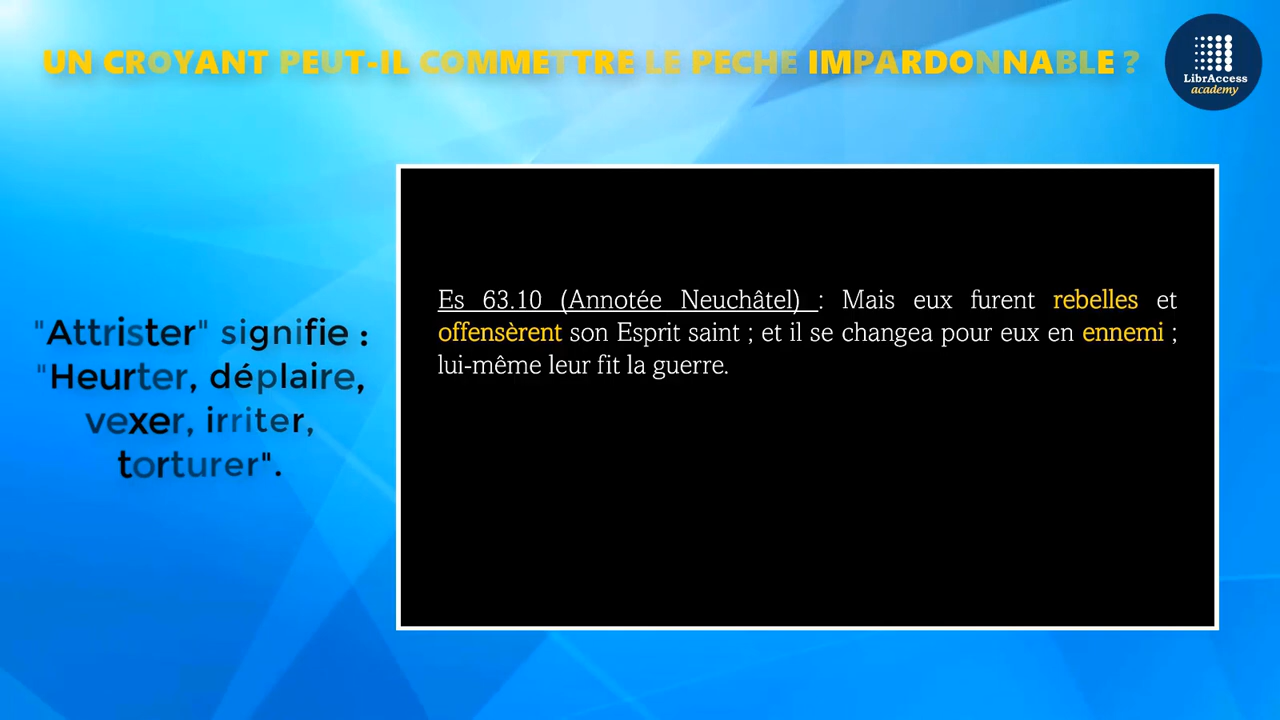 UN CROYANT PEUT-IL COMMETTRE LE PECHE IMPARDONNABLE ?
LibrAccess
academy
"Attrister" signifie :
"Heurter, déplaire,
vexer, irriter,
torturer".
Es 63.10 (Annotée Neuchâtel) : Mais eux furent rebelles et
offensèrent son Esprit saint ; et il se changea pour eux en ennemi ;
lui-même leur fit la guerre.